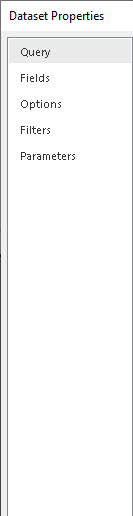 Dataset Properties
Query
Fields
Options
Filters
Parameters